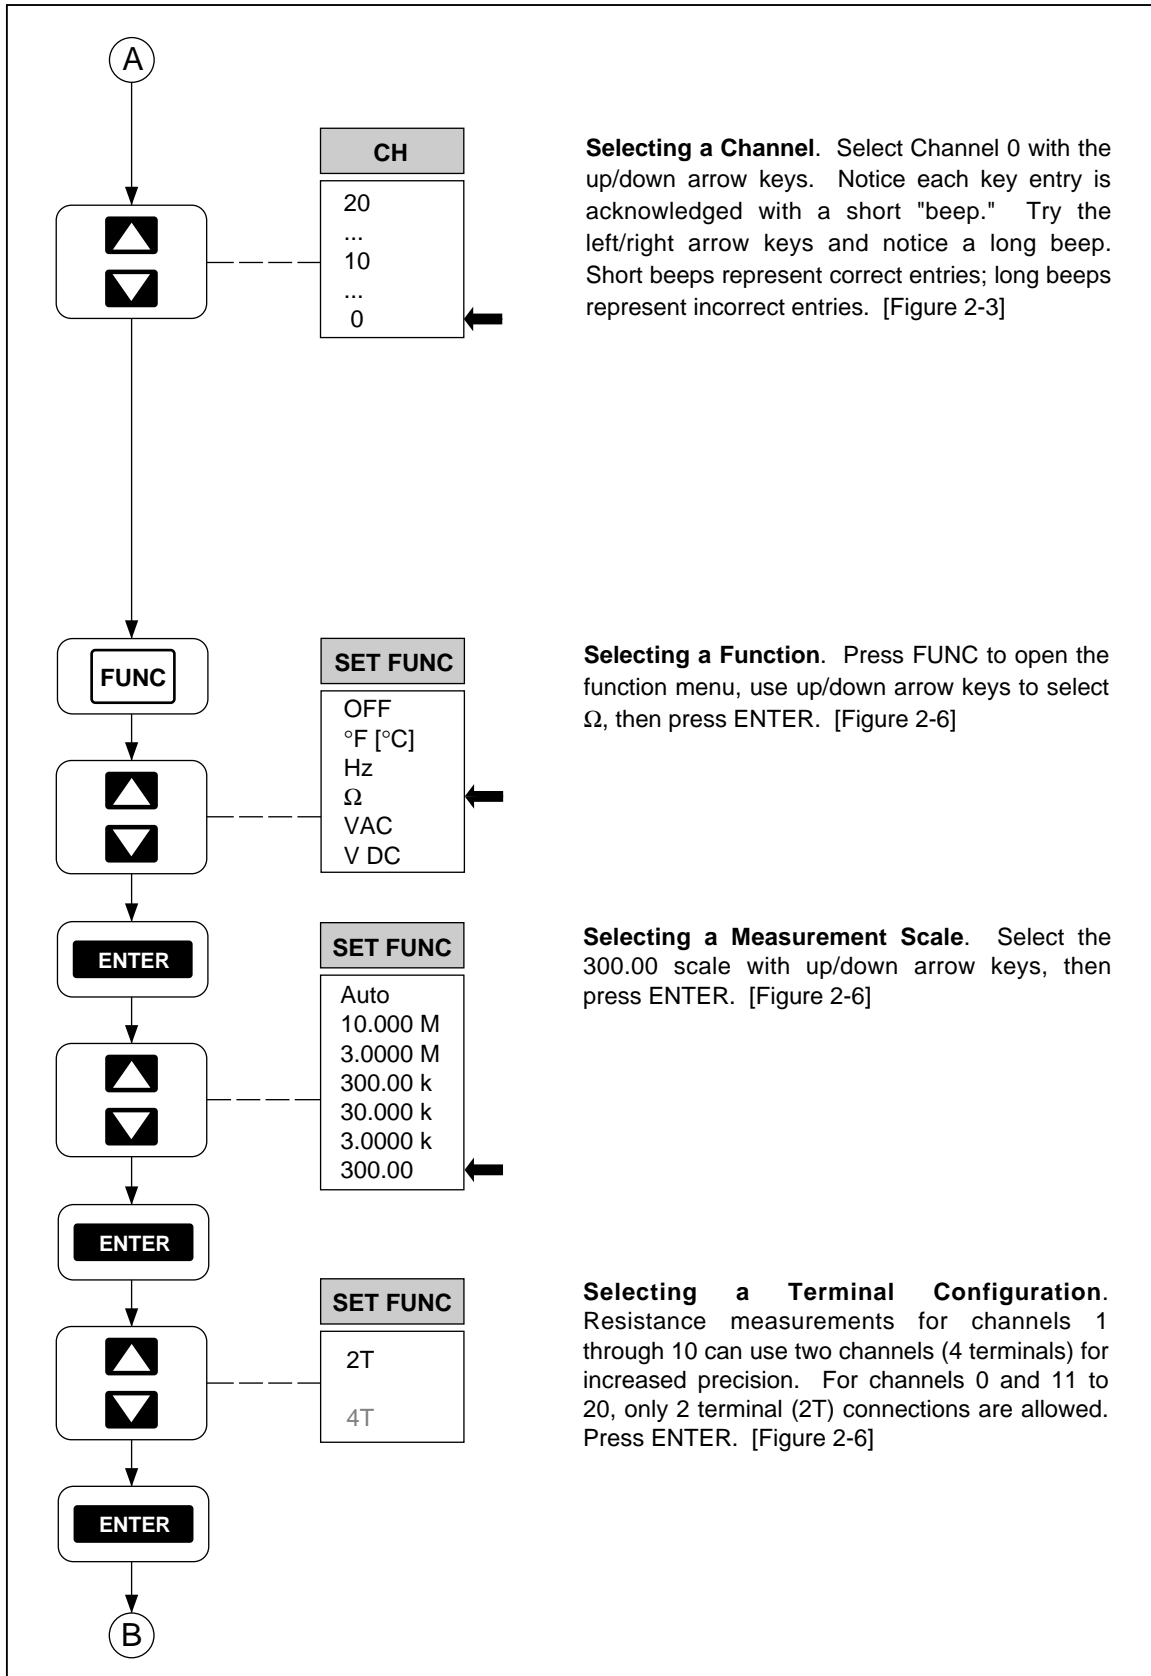 A
CH
20
...
10
...
0
Selecting a Channel. Select Channel 0 with the
up/down arrow keys. Notice each key entry is
acknowledged with a short "beep." Try the
left/right arrow keys and notice a long beep.
Short beeps represent correct entries; long beeps
represent incorrect entries. [Figure 2-3]
FUNC
SET FUNC
OFF
°F [°C]
Hz
Ω
VAC
V DC
Selecting a Function. Press FUNC to open the
function menu, use up/down arrow keys to select
Ω, then press ENTER. [Figure 2-6]
ENTER
SET FUNC
Auto
10.000 M
3.0000 M
300.00 k
30.000 k
3.0000 k
300.00
Selecting a Measurement Scale. Select the
300.00 scale with up/down arrow keys, then
press ENTER. [Figure 2-6]
ENTER
SET FUNC
2T
4T
Selecting a Terminal Configuration.
Resistance measurements for channels 1
through 10 can use two channels (4 terminals) for
increased precision. For channels 0 and 11 to
20, only 2 terminal (2T) connections are allowed.
Press ENTER. [Figure 2-6]
ENTER
B